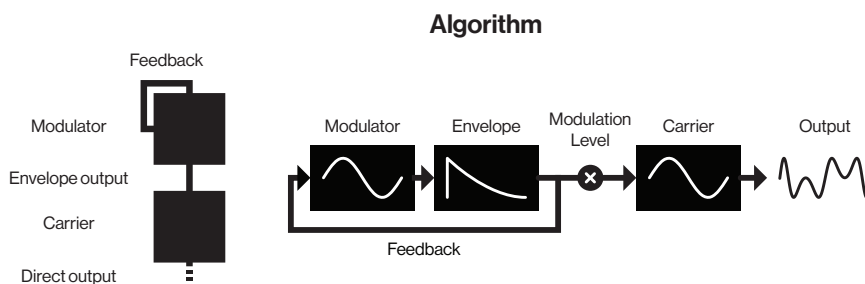 Algorithm
Feedback
Modulator
Envelope output
Carrier
Direct output
Modulator
Envelope
Modulation
Level
Carrier
Output
Feedback